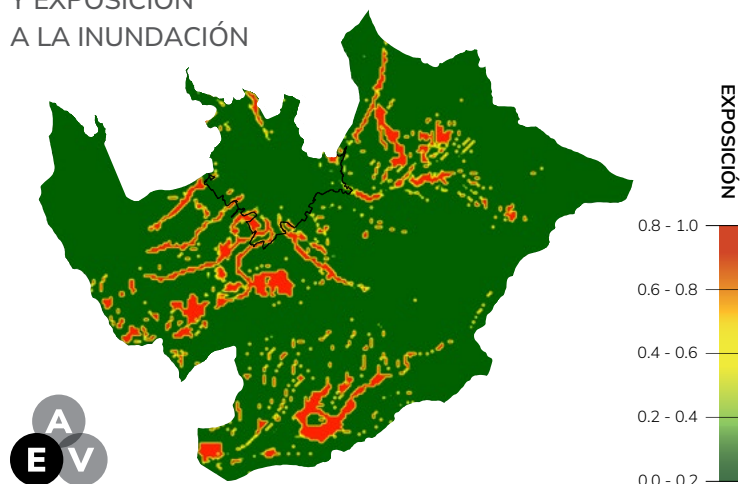 Y EXPOSICIÓN
A LA INUNDACIÓN
EXPOSICIÓN
0.8 - 1.0
0.6 - 0.8
0.4 - 0.6
0.2 - 0.4
0.0 - 0.2
A
E V